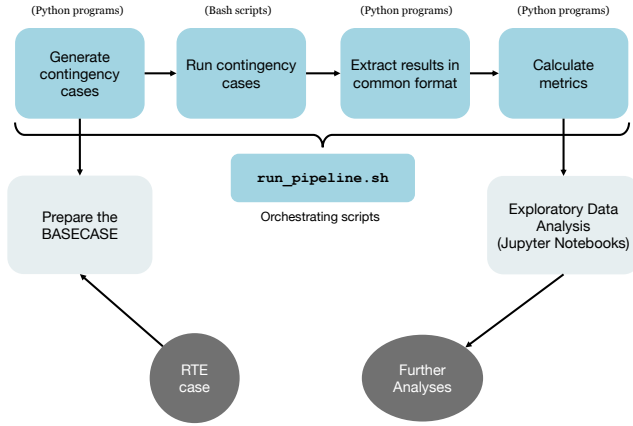 (Python programs)
(Bash scripts)
(Python programs)
(Python programs)
Generate
contingency
cases
Run contingency
cases
Extract results in
common format
Calculate
metrics
run_pipeline.sh
Orchestrating scripts
Prepare the
BASECASE
Exploratory Data
Analysis
(Jupyter Notebooks)
RTE
case
Further
Analyses